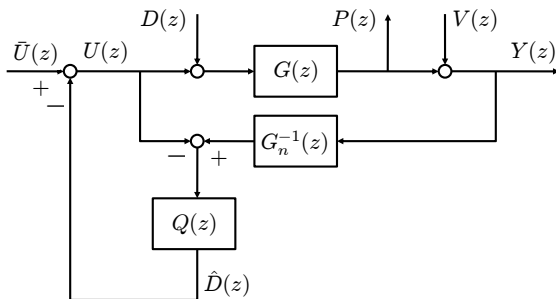 D(z) P(z) V(z)
Ū(z) U(z) G(z) Y(z)
+ −
− + G_n^{-1}(z)
Q(z)
D̂(z)